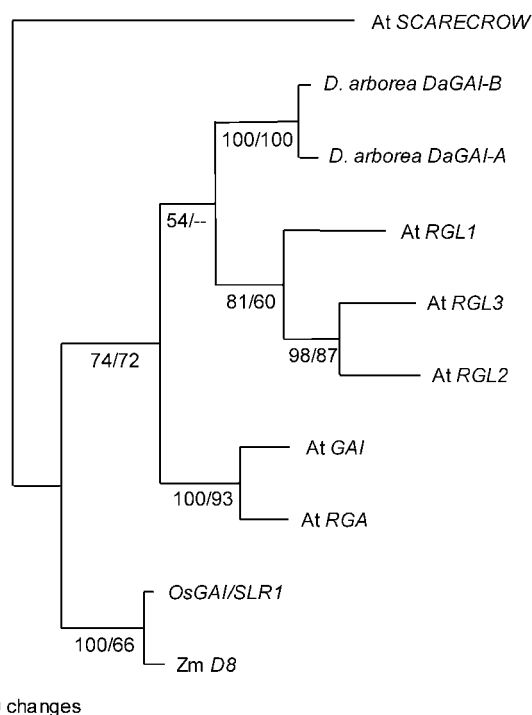 At SCARECROW
D. arborea DaGAI-B
100/100
D. arborea DaGAI-A
54/--
At RGL1
81/60
At RGL3
98/87
74/72
At RGL2
At GAI
100/93
At RGA
OsGAI/SLR1
100/66
Zm D8
changes